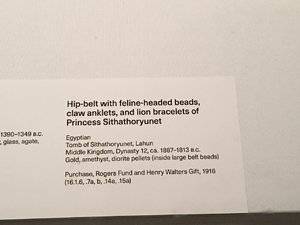 1390–1349 B.C.
glass, agate,
Hip-belt with feline-headed beads,
claw anklets, and lion bracelets of
Princess Sithathoryunet
Egyptian
Tomb of Sithathoryunet, Lahun
Middle Kingdom, Dynasty 12, ca. 1887–1813 B.C.
Gold, amethyst, diorite pellets (inside large belt beads)
Purchase, Rogers Fund and Henry Walters Gift, 1916
(16.1.6, .7a, b, .14a, .15a)